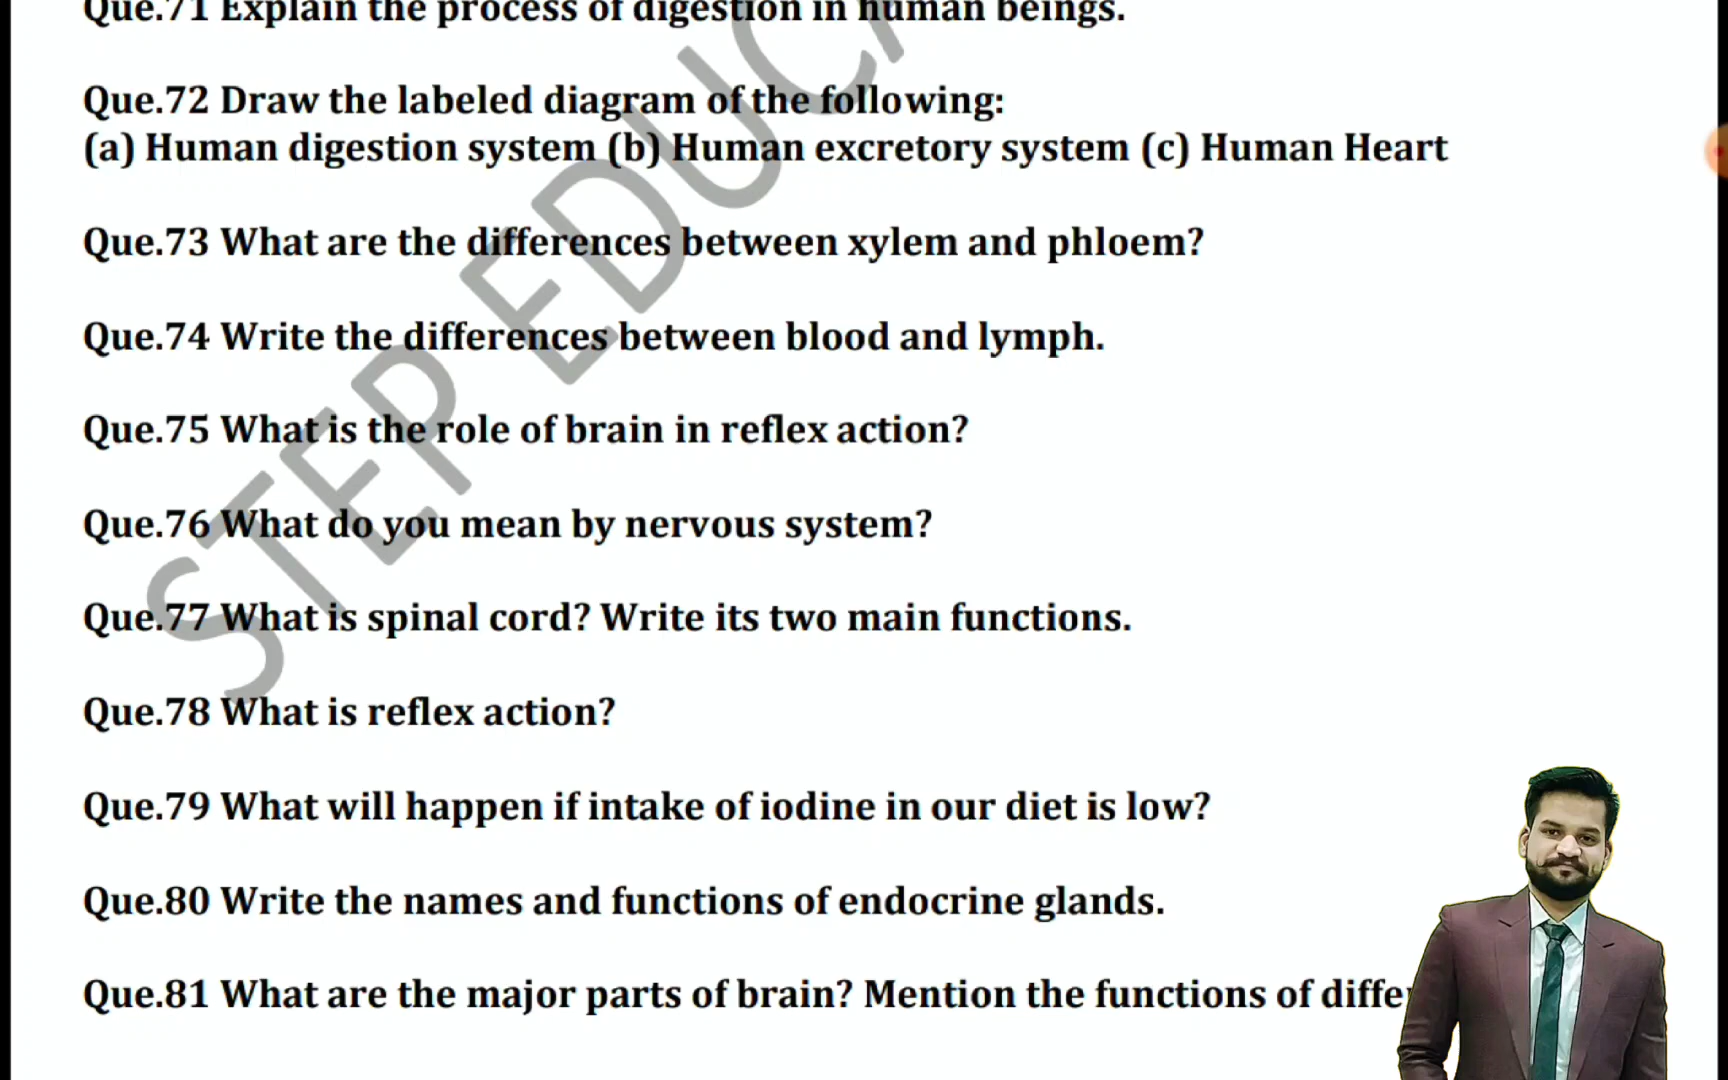 Que.71 Explain the process of digestion in human beings.
Que.72 Draw the labeled diagram of the following:
(a) Human digestion system (b) Human excretory system (c) Human Heart
Que.73 What are the differences between xylem and phloem?
Que.74 Write the differences between blood and lymph.
Que.75 What is the role of brain in reflex action?
Que.76 What do you mean by nervous system?
Que.77 What is spinal cord? Write its two main functions.
Que.78 What is reflex action?
Que.79 What will happen if intake of iodine in our diet is low?
Que.80 Write the names and functions of endocrine glands.
Que.81 What are the major parts of brain? Mention the functions of
STEP